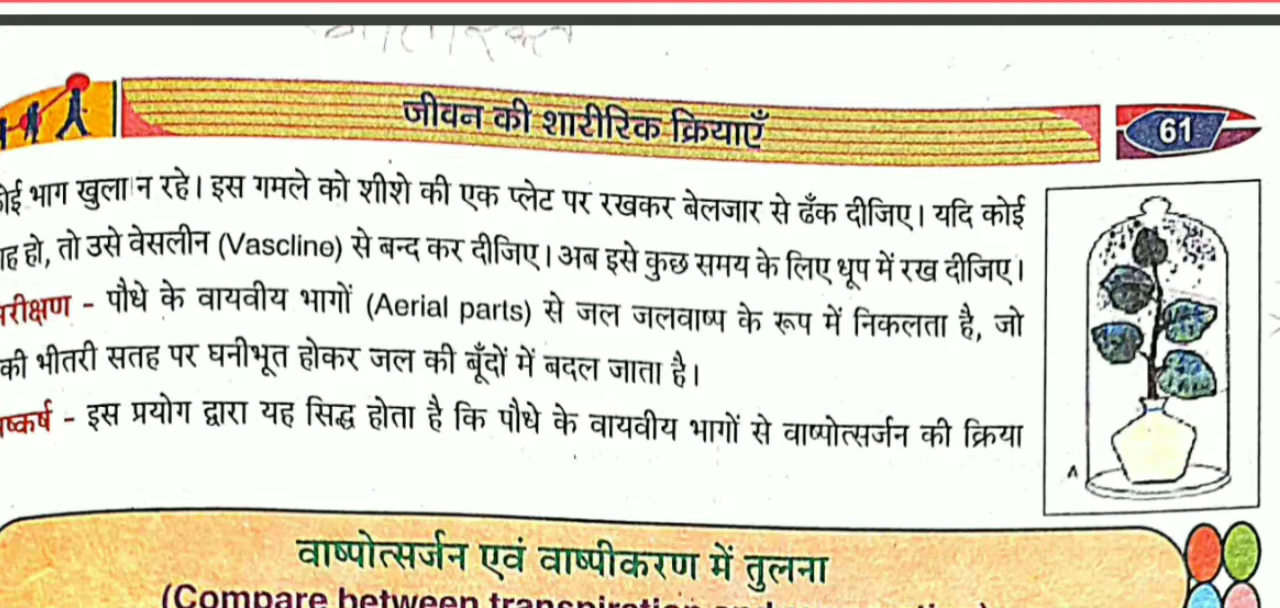 जीवन की शारीरिक क्रियाएँ
61
भाग खुला न रहे। इस गमले को शीशे की एक प्लेट पर रखकर बेलजार से ढँक दीजिए। यदि कोई
हो, तो उसे वेसलीन (Vascline) से बन्द कर दीजिए। अब इसे कुछ समय के लिए धूप में रख दीजिए।
- पौधे के वायवीय भागों (Aerial parts) से जल जलवाष्प के रूप में निकलता है, जो
की भीतरी सतह पर घनीभूत होकर जल की बूँदों में बदल जाता है।
- इस प्रयोग द्वारा यह सिद्ध होता है कि पौधे के वायवीय भागों से वाष्पोत्सर्जन की क्रिया
A
वाष्पोत्सर्जन एवं वाष्पीकरण में तुलना
(Compare between